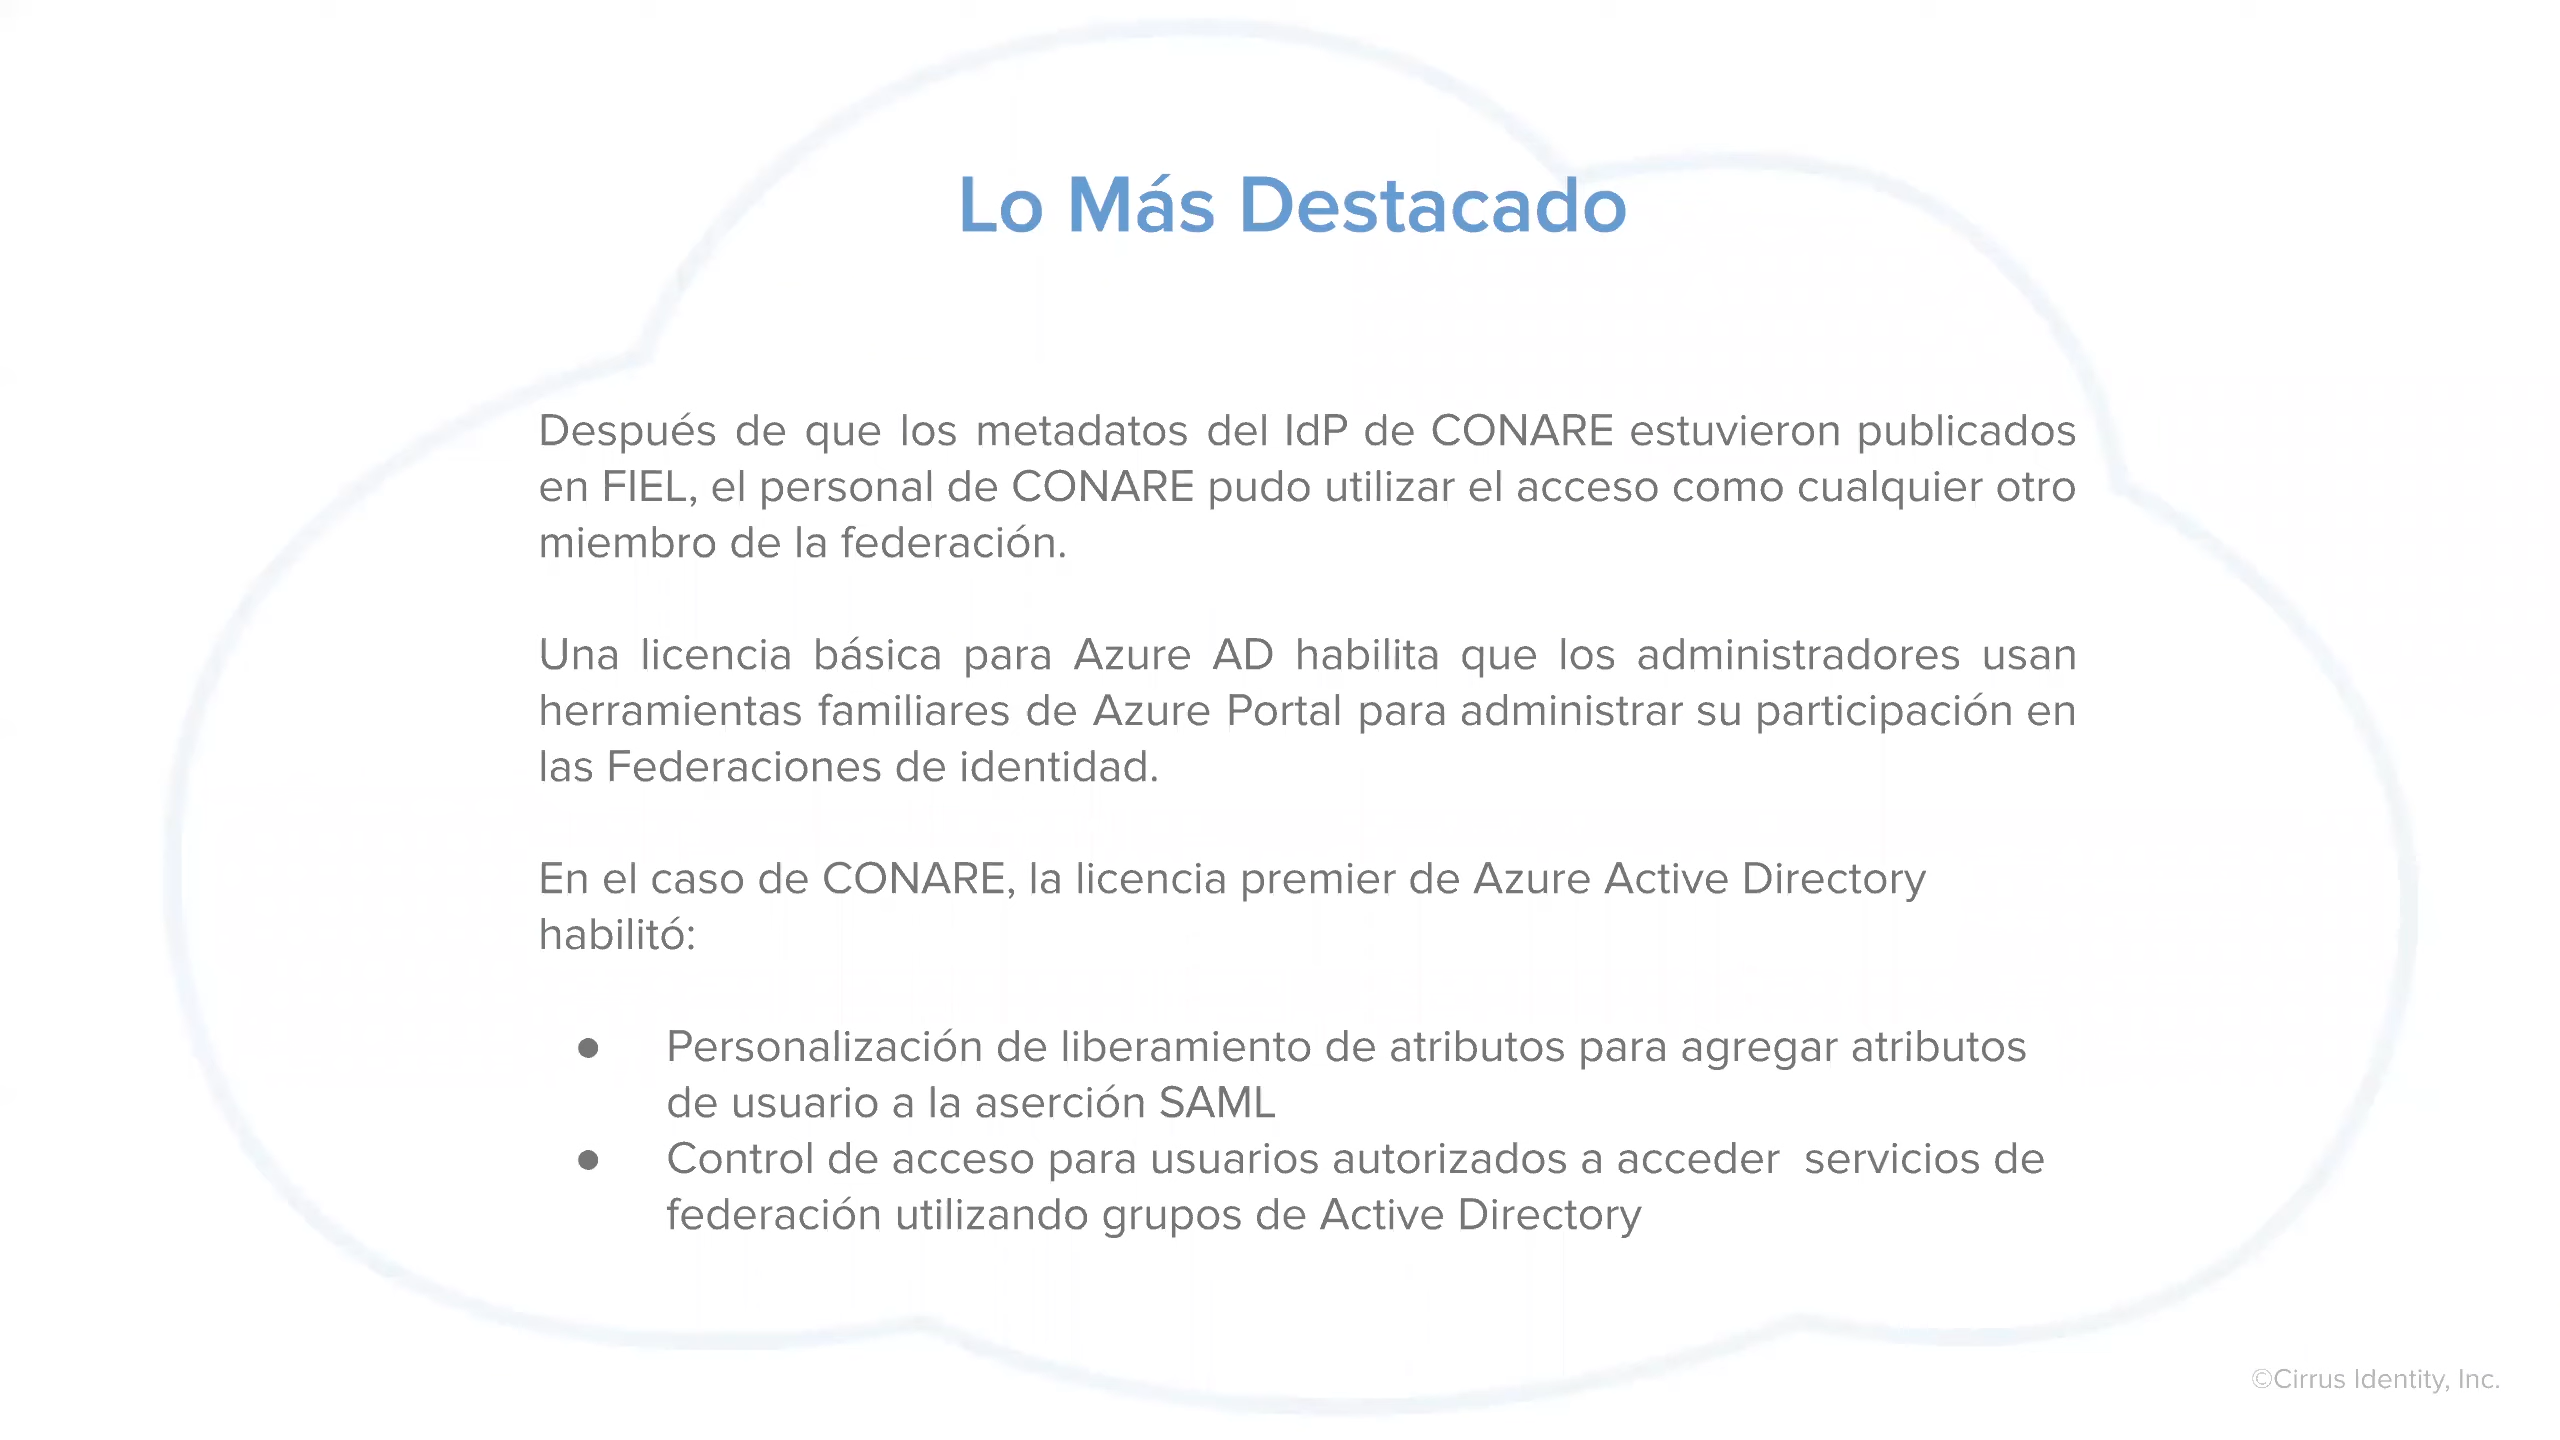 Lo Más Destacado
Después de que los metadatos del IdP de CONARE estuvieron publicados
en FIEL, el personal de CONARE pudo utilizar el acceso como cualquier otro
miembro de la federación.
Una licencia básica para Azure AD habilita que los administradores usan
herramientas familiares de Azure Portal para administrar su participación en
las Federaciones de identidad.
En el caso de CONARE, la licencia premier de Azure Active Directory
habilitó:
● Personalización de liberamiento de atributos para agregar atributos
de usuario a la aserción SAML
● Control de acceso para usuarios autorizados a acceder  servicios de
federación utilizando grupos de Active Directory
©Cirrus Identity, Inc.